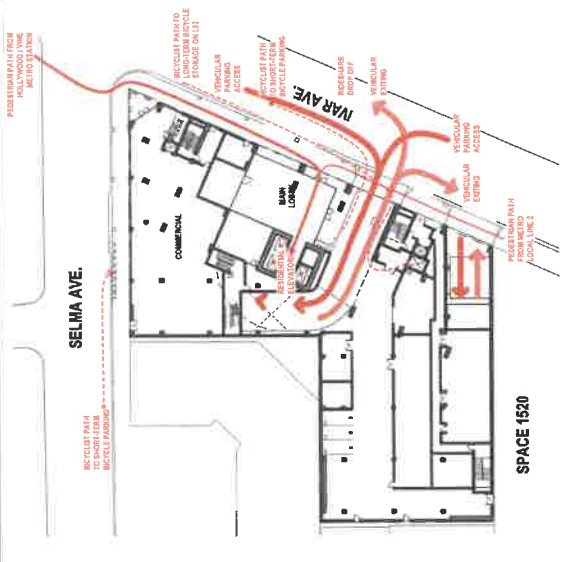 PEDESTRIAN PATH FROM
HOLLYWOOD / VINE
METRO STATION
BICYCLIST PATH TO
LONG-TERM BICYCLE
STORAGE ON L02
VEHICULAR
PARKING
ACCESS
BICYCLIST PATH
TO SHORT-TERM
BICYCLE PARKING
RIDESHARE
DROP OFF
VEHICULAR
EXITING
IVAR AVE.
VEHICULAR
PARKING
ACCESS
VEHICULAR
EXITING
PEDESTRIAN PATH
FROM METRO
LOCAL LINE 2
SELMA AVE.
COMMERCIAL
MAIN
LOBBY
RESIDENTIAL
ELEVATOR
BICYCLIST PATH
TO SHORT-TERM
BICYCLE PARKING
SPACE 1520